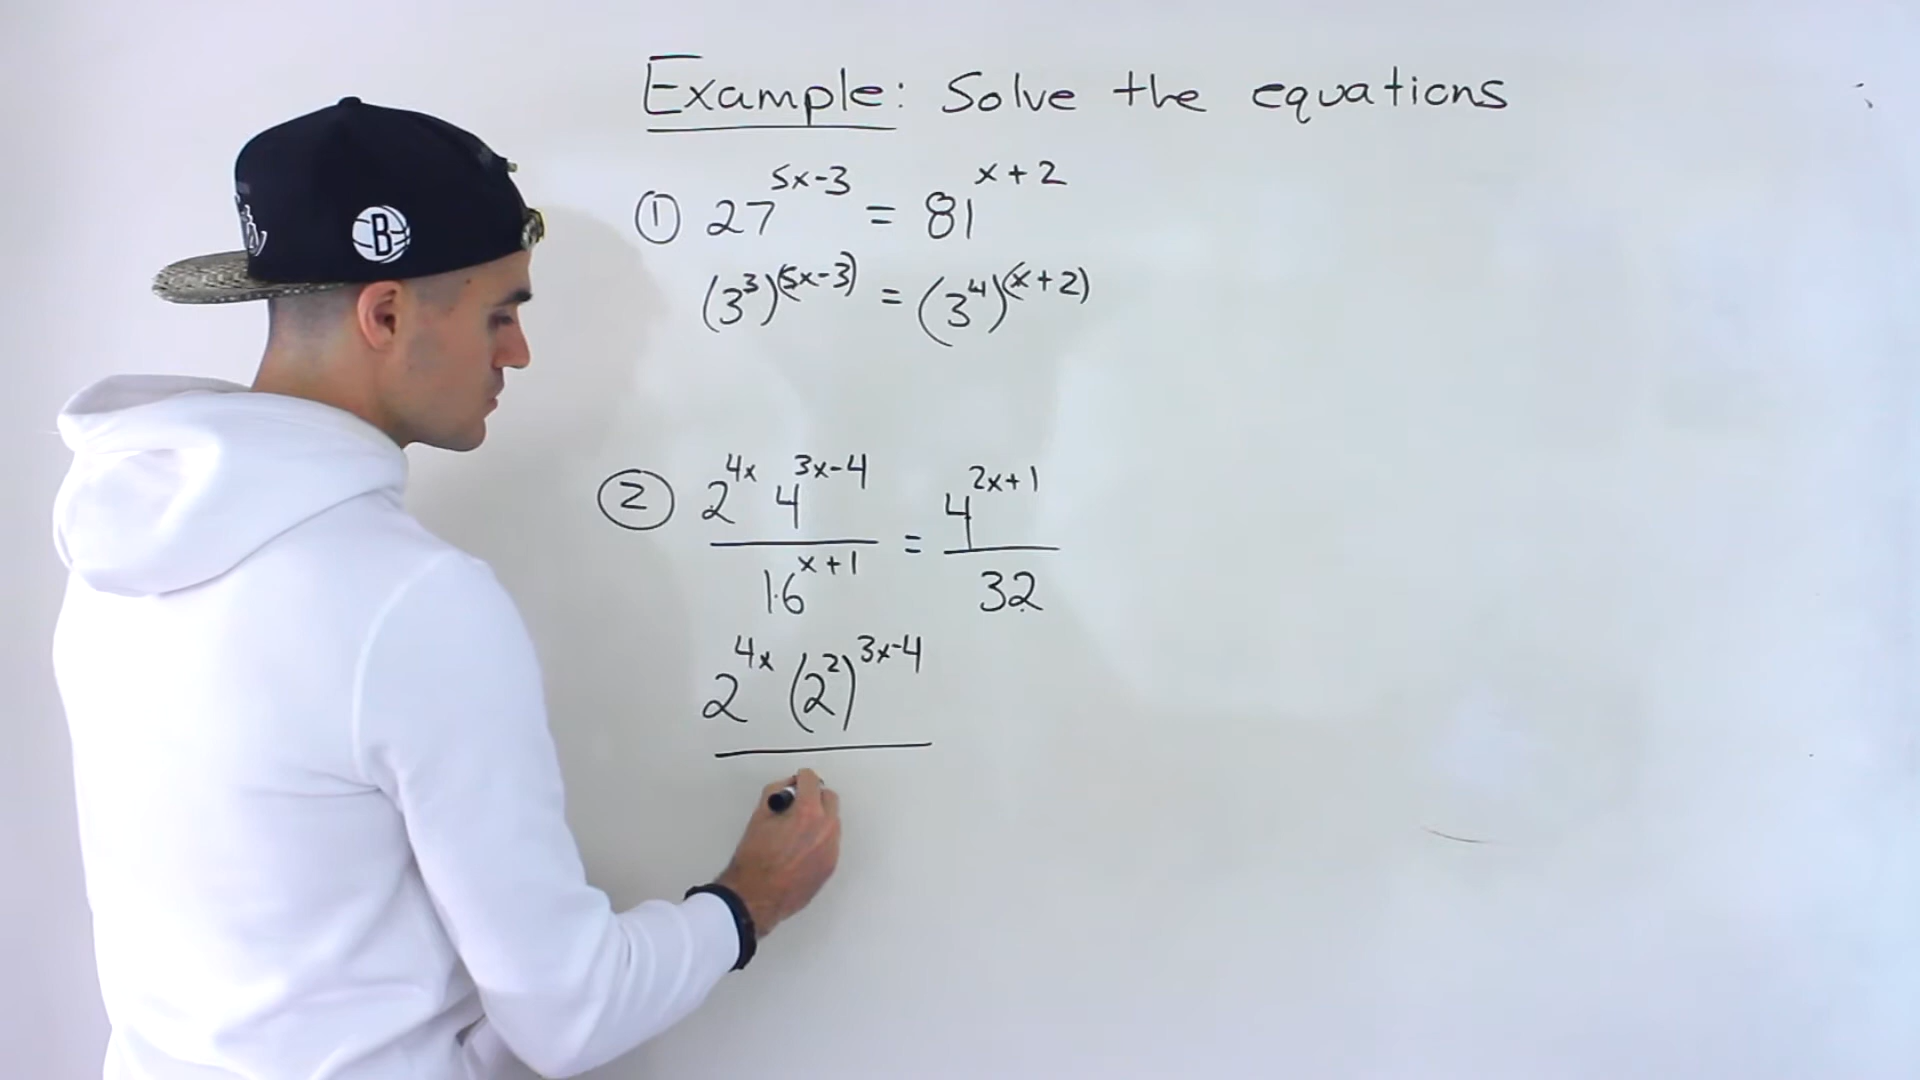 Example: Solve the equations
① 27^(5x-3) = 81^(x+2)
(3^3)^(5x-3) = (3^4)^(x+2)
② 2^(4x) 4^(3x-4) / 16^(x+1) = 4^(2x+1) / 32
2^(4x) (2^2)^(3x-4)
B